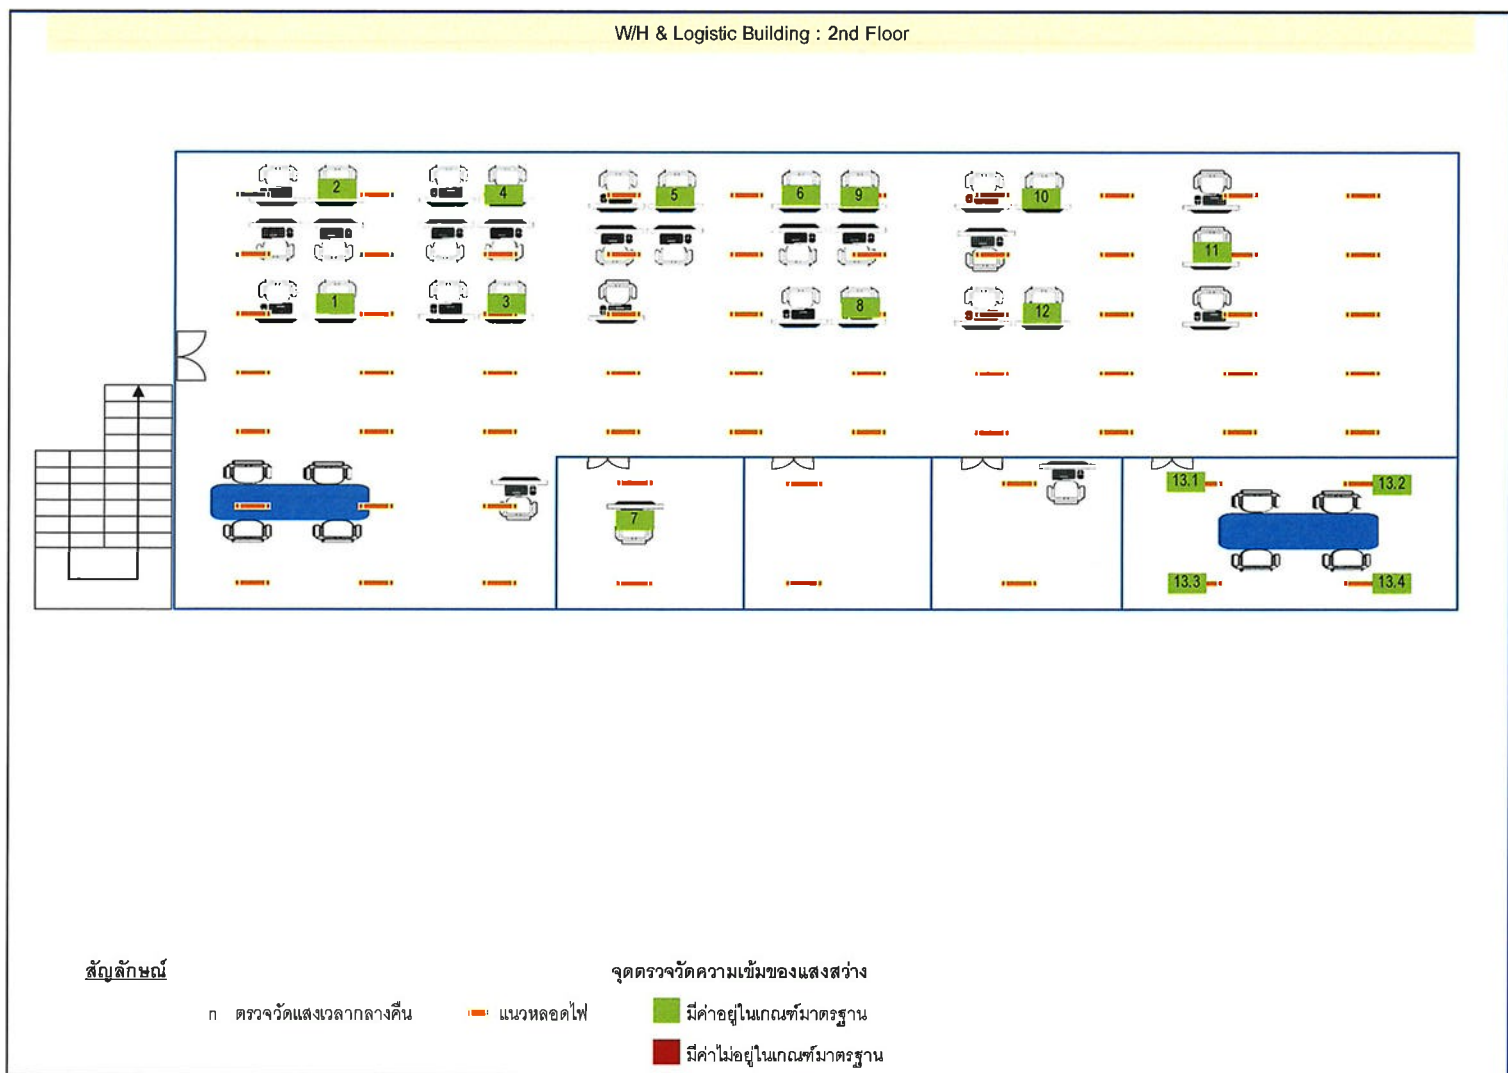 W/H & Logistic Building : 2nd Floor
2 4 5 6 9 10
11
1 3 8 12
13.1 13.2
7
13.3 13.4
สัญลักษณ์ จุดตรวจวัดความเข้มของแสงสว่าง
ก ตรวจวัดแสงเวลากลางคืน แนวหลอดไฟ มีค่าอยู่ในเกณฑ์มาตรฐาน
มีค่าไม่อยู่ในเกณฑ์มาตรฐาน